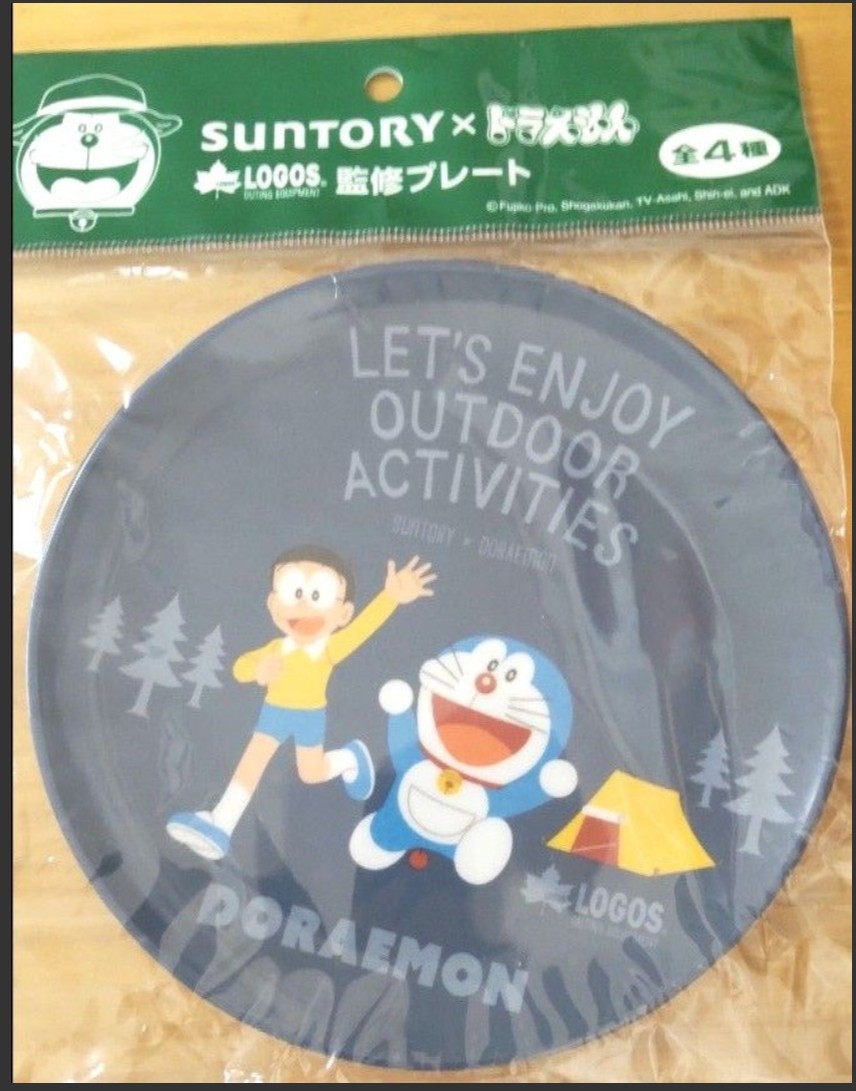 SUNTORY × ドラえもん
LOGOS 監修プレート
OUTING EQUIPMENT
全4種
©Fujiko Pro, Shogakukan, TV-Asahi, Shin-ei, and ADK
LET'S ENJOY
OUTDOOR
ACTIVITIES
SUNTORY × DORAEMON
LOGOS
DORAEMON